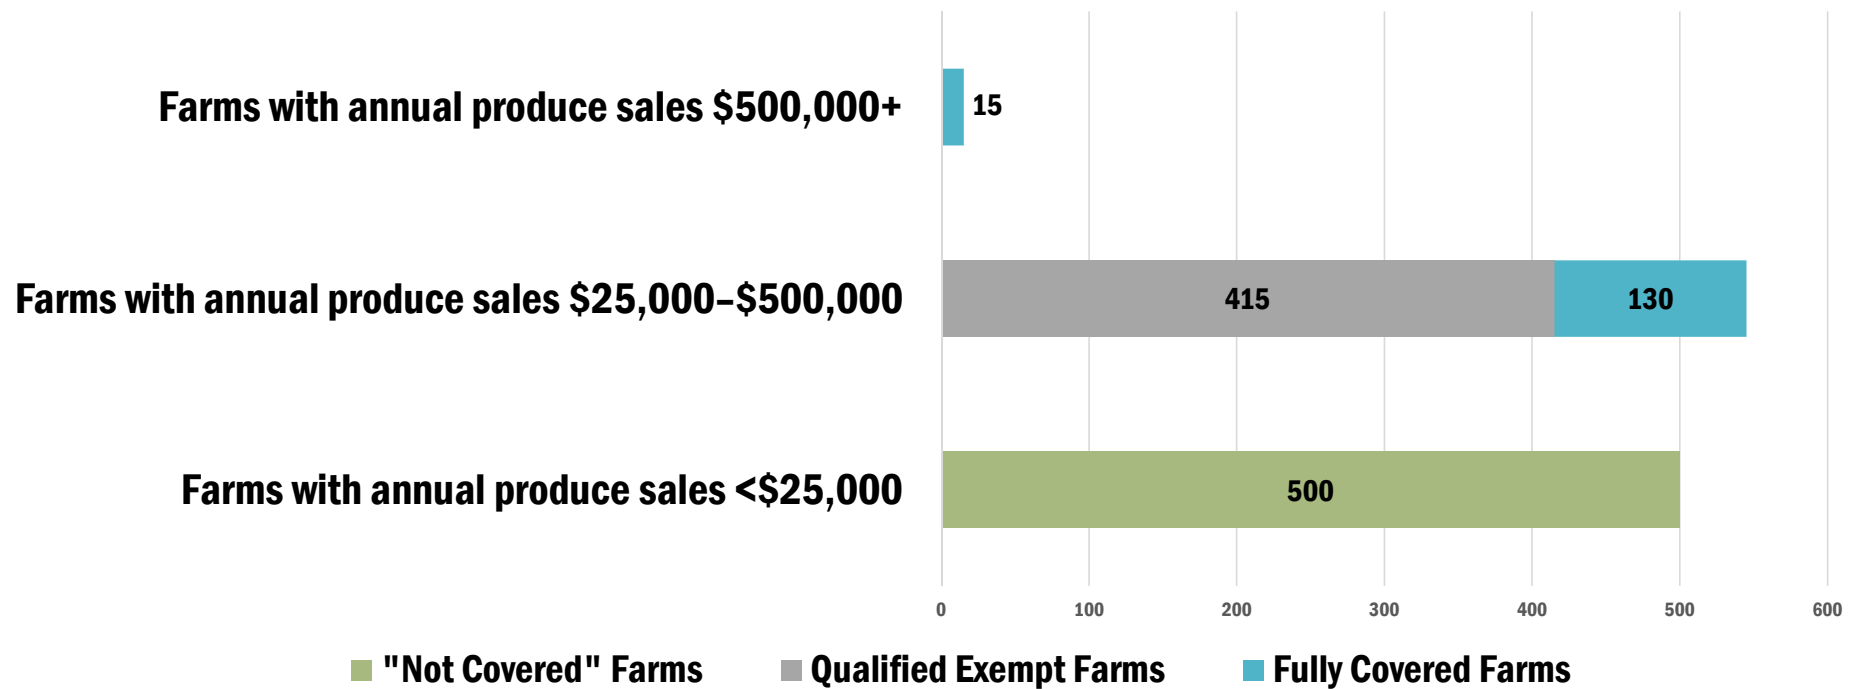 Farms with annual produce sales $500,000+
15
Farms with annual produce sales $25,000–$500,000
415
130
Farms with annual produce sales <$25,000
500
0 100 200 300 400 500 600
"Not Covered" Farms Qualified Exempt Farms Fully Covered Farms